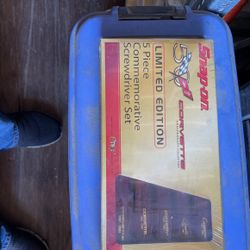 Snap-on
CORVETTE
LIMITED EDITION
5 Piece
Commemorative
Screwdriver Set